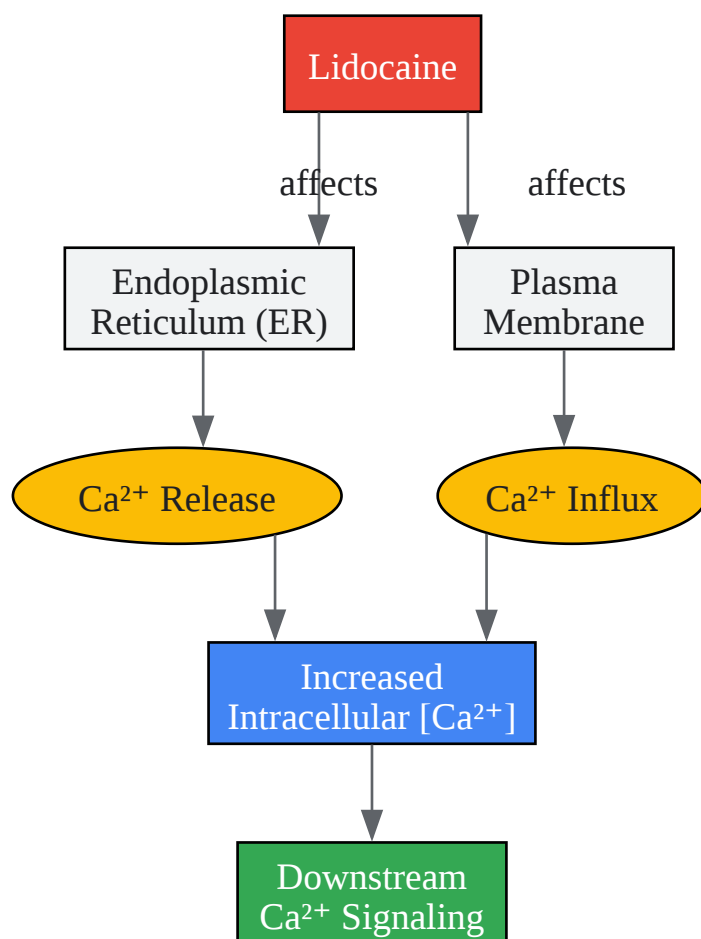 Lidocaine
affects
affects
Endoplasmic
Reticulum (ER)
Plasma
Membrane
Ca²⁺ Release
Ca²⁺ Influx
Increased
Intracellular [Ca²⁺]
Downstream
Ca²⁺ Signaling